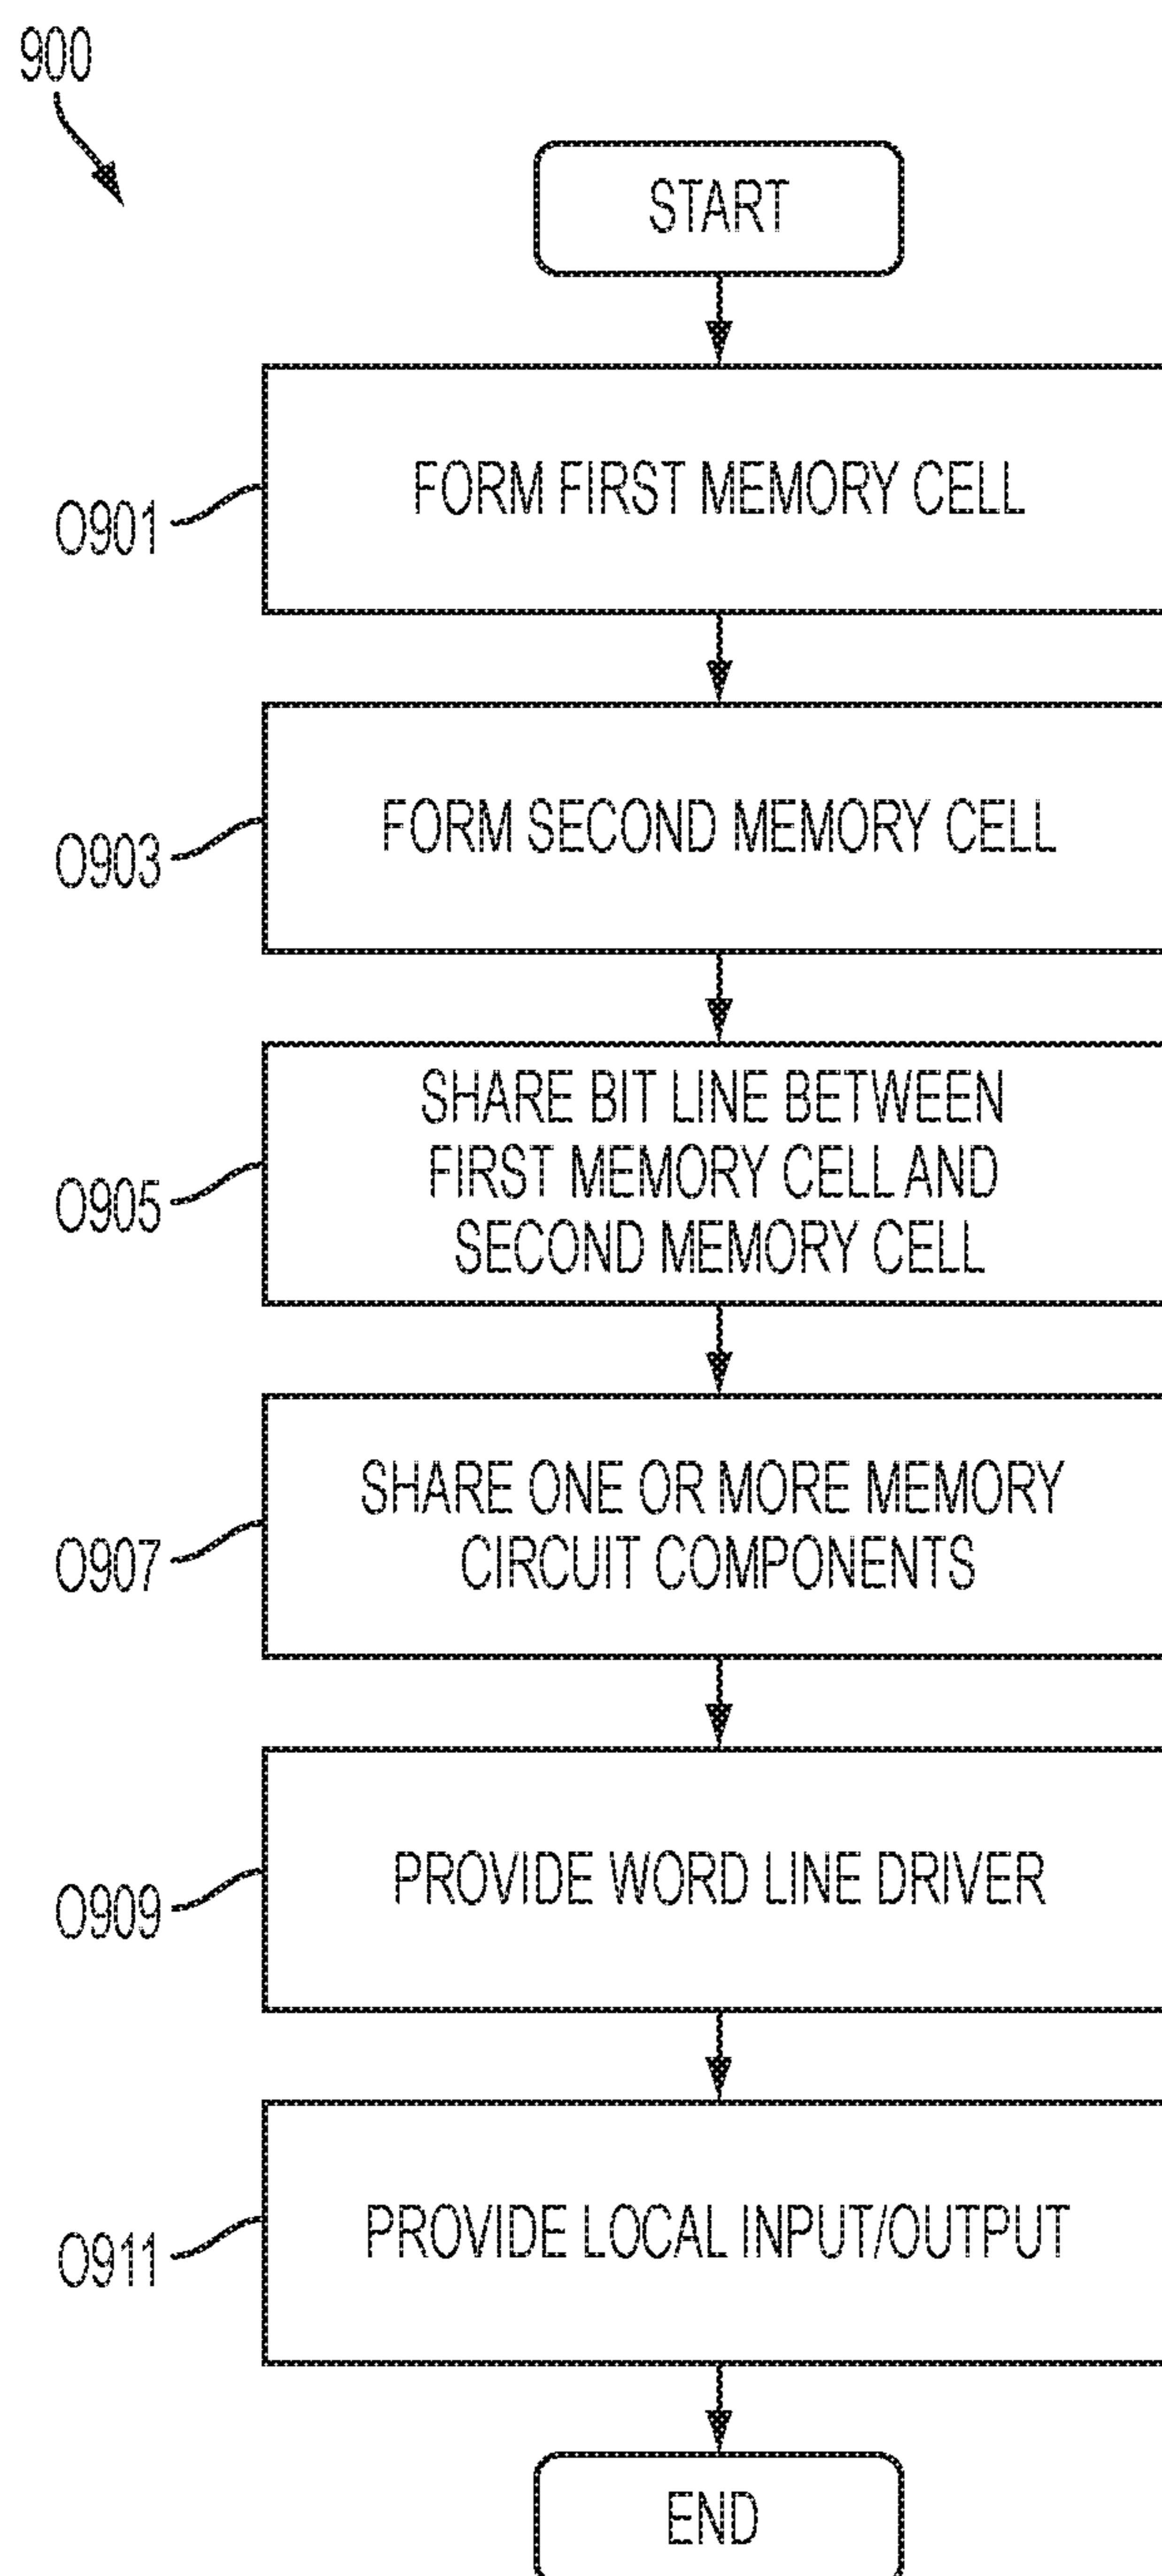 900
START
FORM FIRST MEMORY CELL
O901
FORM SECOND MEMORY CELL
O903
SHARE BIT LINE BETWEEN
FIRST MEMORY CELL AND
SECOND MEMORY CELL
O905
SHARE ONE OR MORE MEMORY
CIRCUIT COMPONENTS
O907
PROVIDE WORD LINE DRIVER
O909
PROVIDE LOCAL INPUT/OUTPUT
O911
END